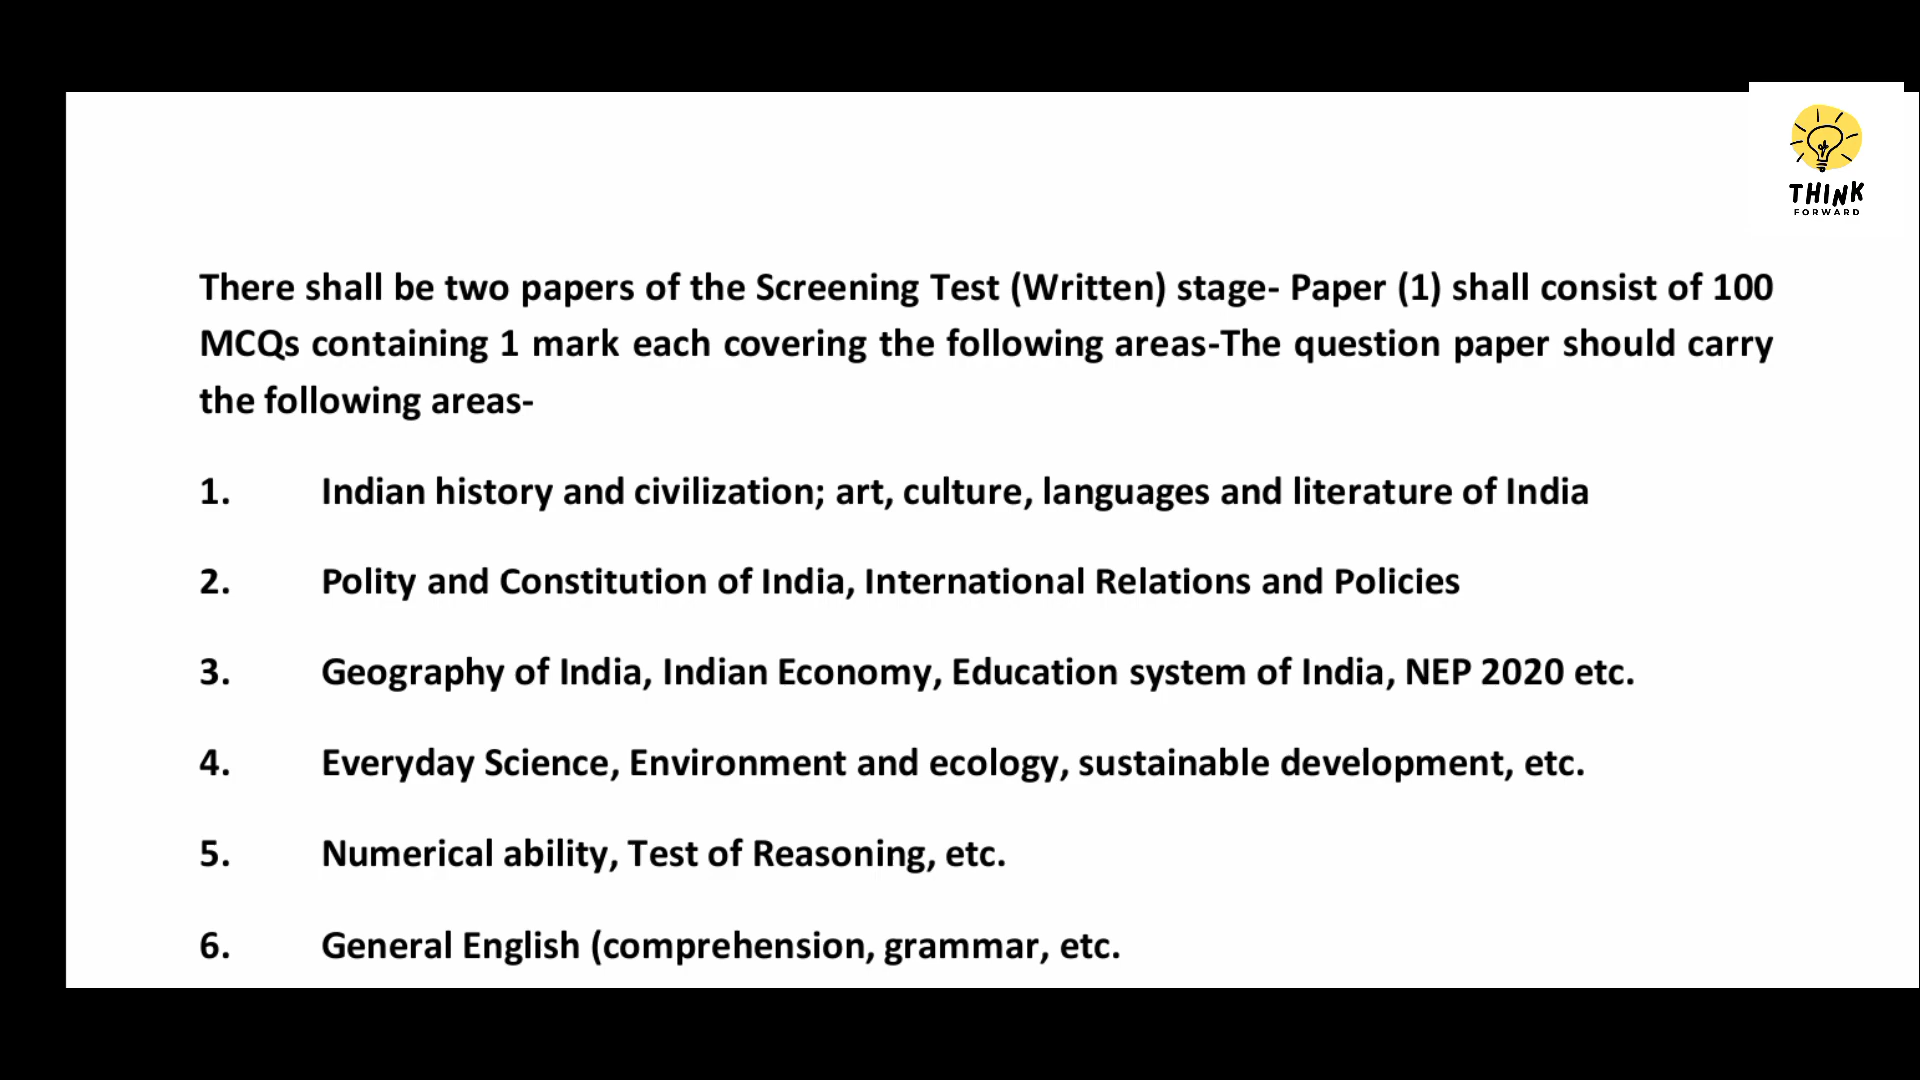 THINK
FORWARD
There shall be two papers of the Screening Test (Written) stage- Paper (1) shall consist of 100
MCQs containing 1 mark each covering the following areas-The question paper should carry
the following areas-
1. Indian history and civilization; art, culture, languages and literature of India
2. Polity and Constitution of India, International Relations and Policies
3. Geography of India, Indian Economy, Education system of India, NEP 2020 etc.
4. Everyday Science, Environment and ecology, sustainable development, etc.
5. Numerical ability, Test of Reasoning, etc.
6. General English (comprehension, grammar, etc.